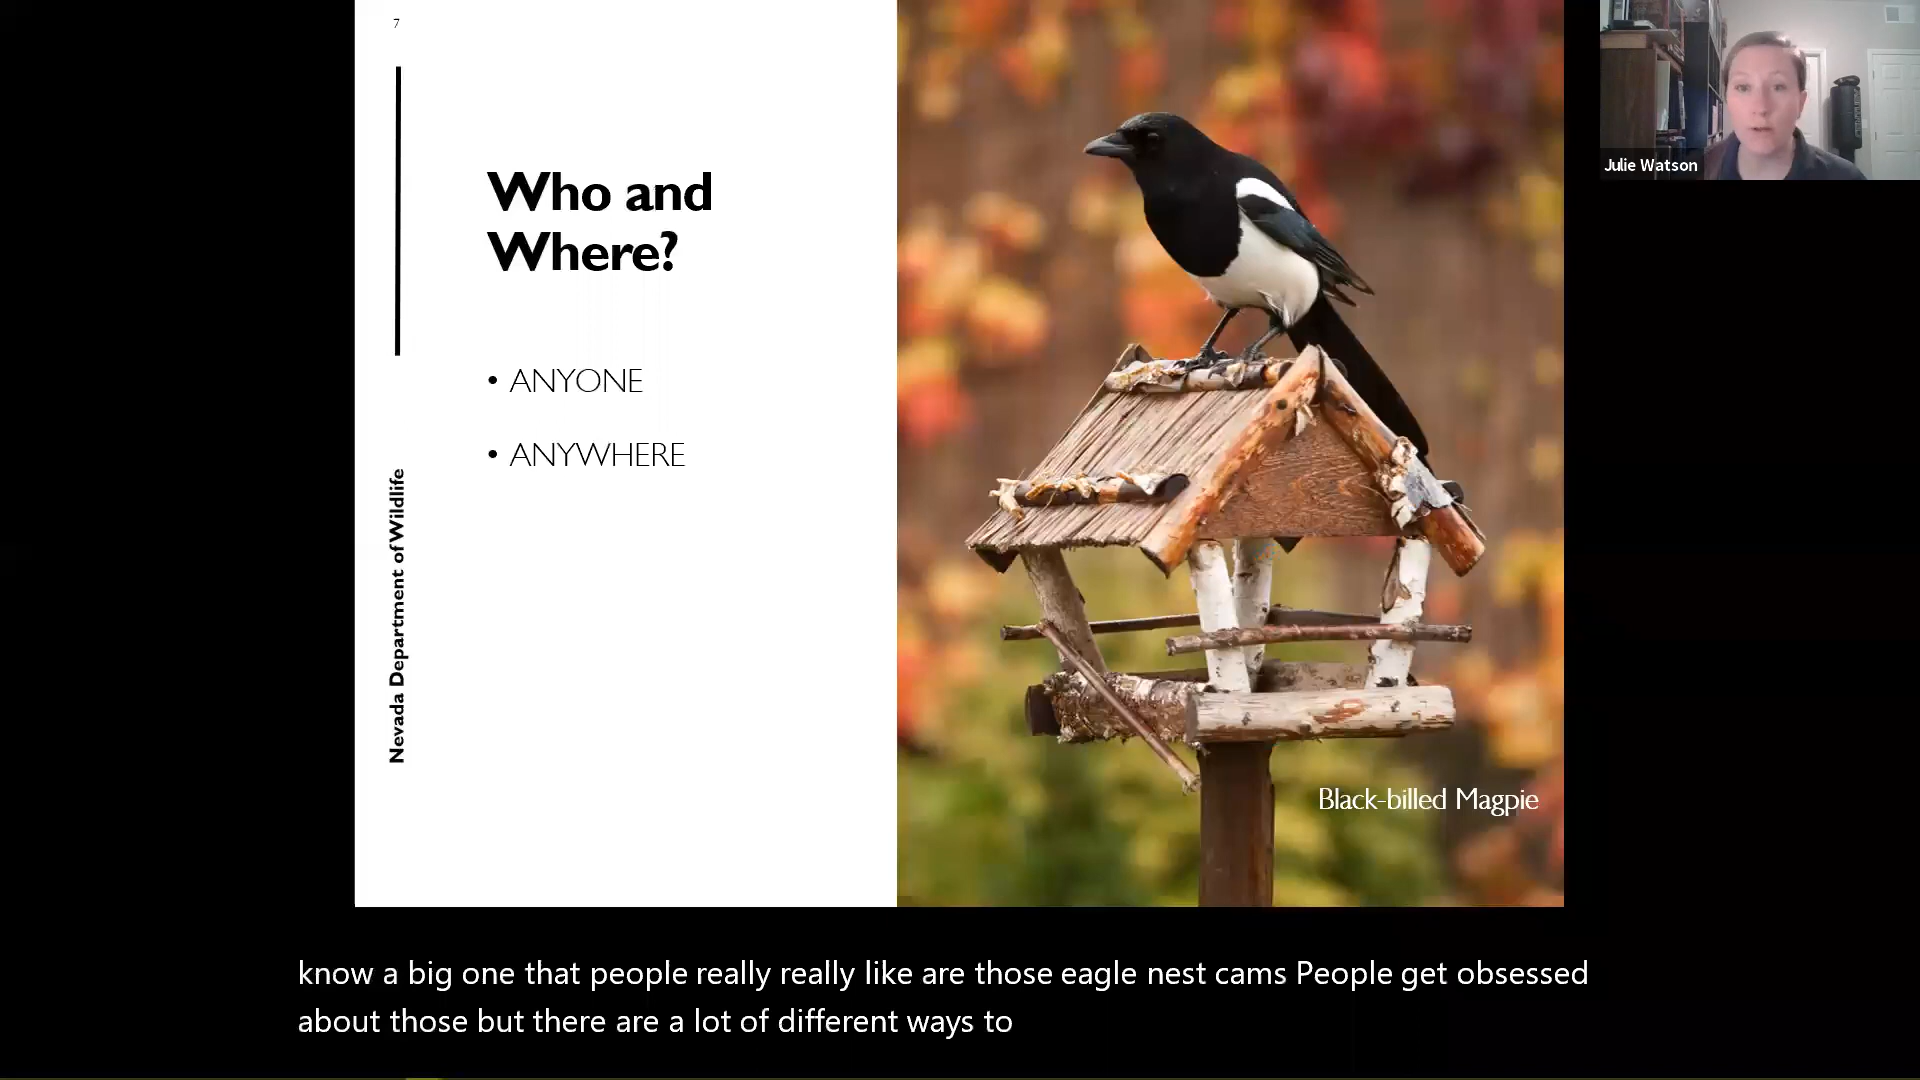 7
Who and
Where?
• ANYONE
• ANYWHERE
Nevada Department of Wildlife
Black-billed Magpie
Julie Watson
know a big one that people really really like are those eagle nest cams People get obsessed
about those but there are a lot of different ways to